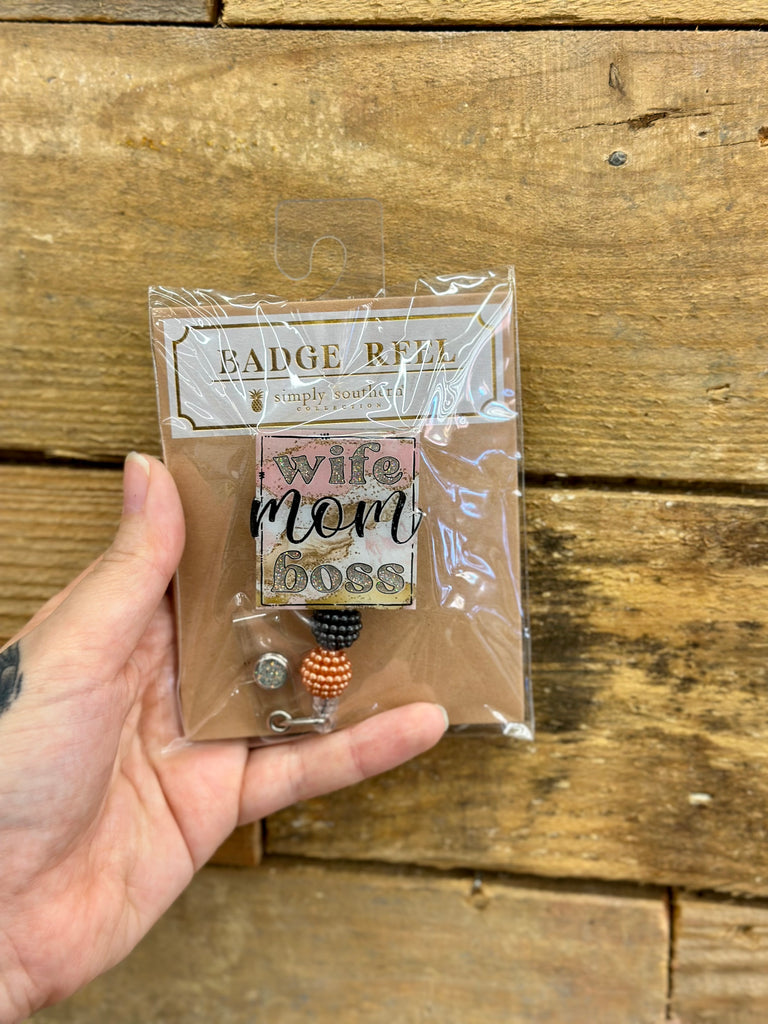 BADGE REEL
simply southern
COLLECTION
wife
mom
boss